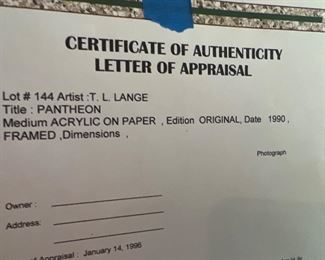 CERTIFICATE OF AUTHENTICITY
LETTER OF APPRAISAL
Lot # 144 Artist :T. L. LANGE
Title : PANTHEON
Medium ACRYLIC ON PAPER , Edition ORIGINAL, Date 1990 ,
FRAMED ,Dimensions ,
Photograph
Owner :
Address:
of Appraisal : January 14, 1996